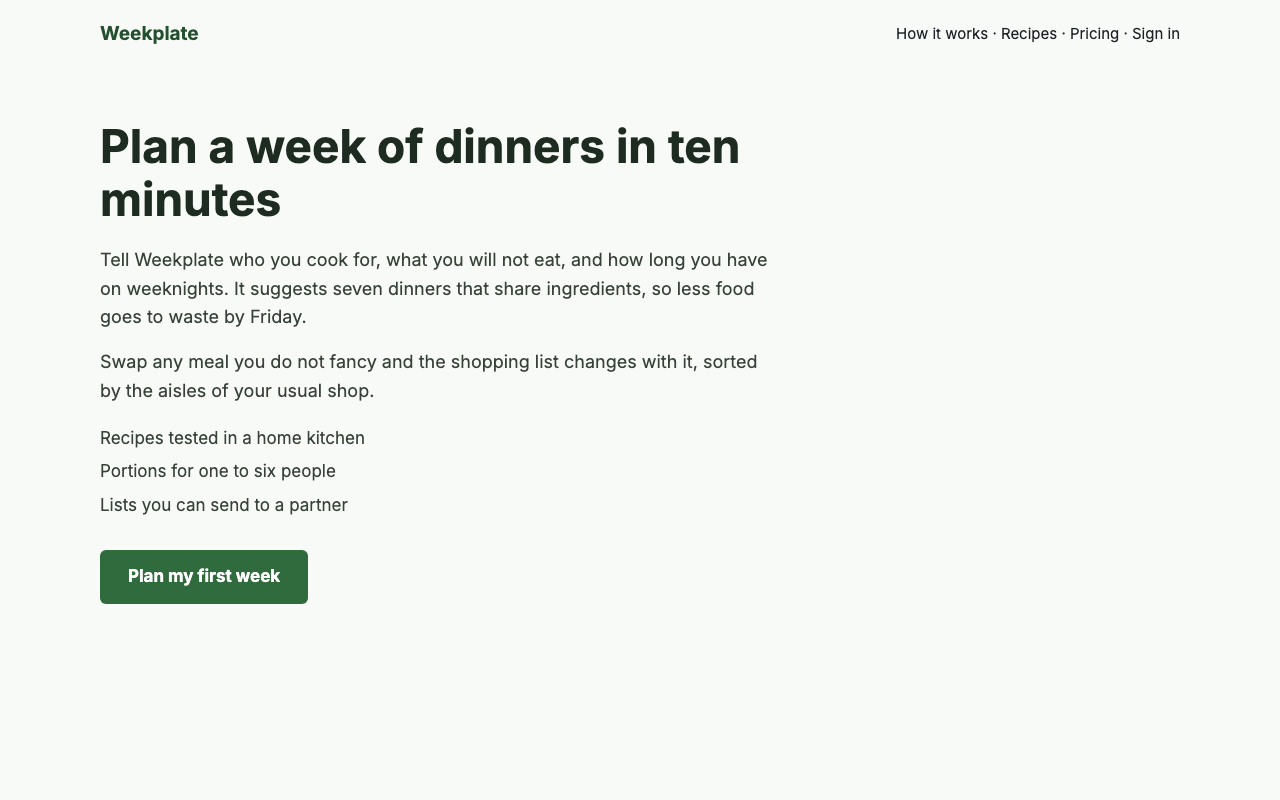 Weekplate
How it works · Recipes · Pricing · Sign in
Plan a week of dinners in ten
minutes
Tell Weekplate who you cook for, what you will not eat, and how long you have
on weeknights. It suggests seven dinners that share ingredients, so less food
goes to waste by Friday.
Swap any meal you do not fancy and the shopping list changes with it, sorted
by the aisles of your usual shop.
Recipes tested in a home kitchen
Portions for one to six people
Lists you can send to a partner
Plan my first week